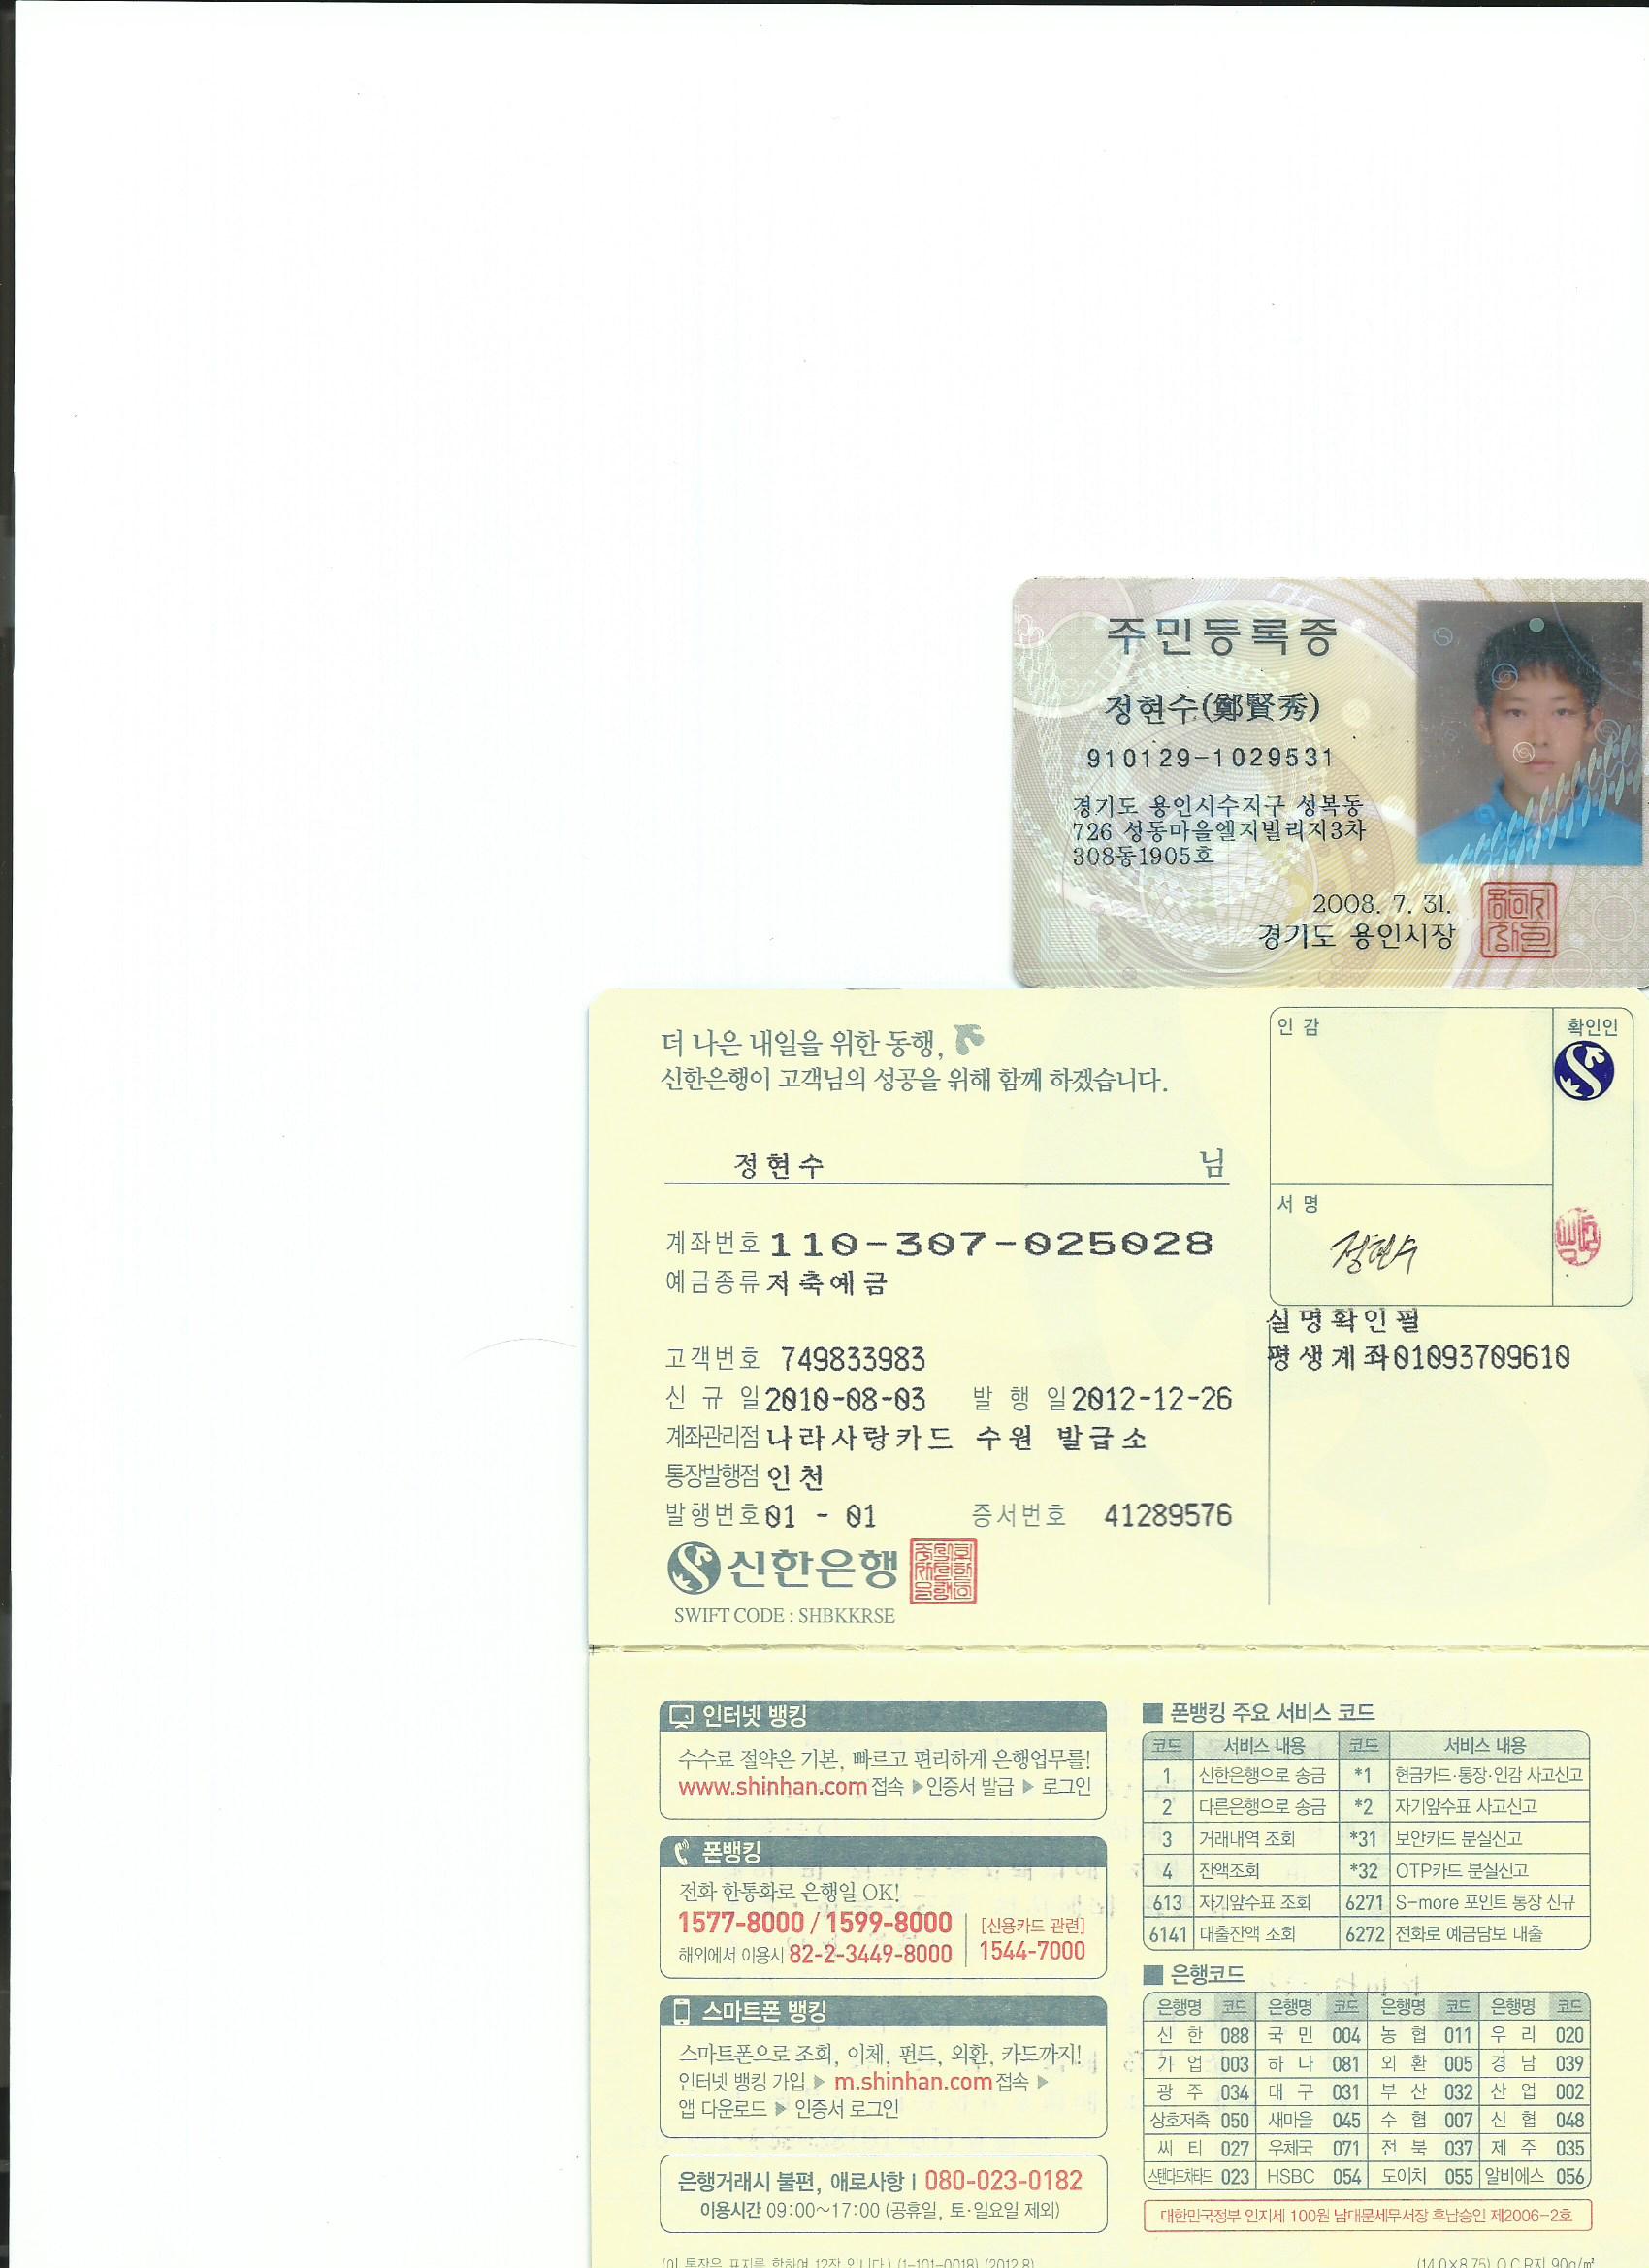 주민등록증
정현수(鄭賢秀)
910129-1029531
경기도 용인시수지구 성복동
726 성동마을엘지빌리지3차
308동1905호
2008. 7. 31.
경기도 용인시장
더 나은 내일을 위한 동행,
신한은행이 고객님의 성공을 위해 함께 하겠습니다.
정현수 님
계좌번호 110-307-025028
예금종류 저축예금
고객번호 749833983
신규일 2010-08-03 발행일 2012-12-26
계좌관리점 나라사랑카드 수원 발급소
통장발행점 인천
발행번호 01 - 01 증서번호 41289576
신한은행
SWIFT CODE : SHBKKRSE
인감 확인인
서명
정현수
실명확인필
평생계좌01093709610
인터넷 뱅킹
수수료 절약은 기본, 빠르고 편리하게 은행업무를!
www.shinhan.com 접속 ▶ 인증서 발급 ▶ 로그인
폰뱅킹
전화 한통화로 은행일 OK!
1577-8000 / 1599-8000 [신용카드 관련]
해외에서 이용시 82-2-3449-8000 1544-7000
스마트폰 뱅킹
스마트폰으로 조회, 이체, 펀드, 외환, 카드까지!
인터넷 뱅킹 가입 ▶ m.shinhan.com 접속 ▶
앱 다운로드 ▶ 인증서 로그인
은행거래시 불편, 애로사항 | 080-023-0182
이용시간 09:00~17:00 (공휴일, 토·일요일 제외)
■ 폰뱅킹 주요 서비스 코드
코드 서비스 내용 코드 서비스 내용
1 신한은행으로 송금 *1 현금카드·통장·인감 사고신고
2 다른은행으로 송금 *2 자기앞수표 사고신고
3 거래내역 조회 *31 보안카드 분실신고
4 잔액조회 *32 OTP카드 분실신고
613 자기앞수표 조회 6271 S-more 포인트 통장 신규
6141 대출잔액 조회 6272 전화로 예금담보 대출
■ 은행코드
은행명 코드 은행명 코드 은행명 코드 은행명 코드
신한 088 국민 004 농협 011 우리 020
기업 003 하나 081 외환 005 경남 039
광주 034 대구 031 부산 032 산업 002
상호저축 050 새마을 045 수협 007 신협 048
씨티 027 우체국 071 전북 037 제주 035
스탠다드차타드 023 HSBC 054 도이치 055 알비에스 056
대한민국정부 인지세 100원 남대문세무서장 후납승인 제2006-2호
(이 통장은 표지를 합하여 12장 입니다.) (1-101-0018) (2012.8) (14.0×8.75) O.C.R지 90g/㎡